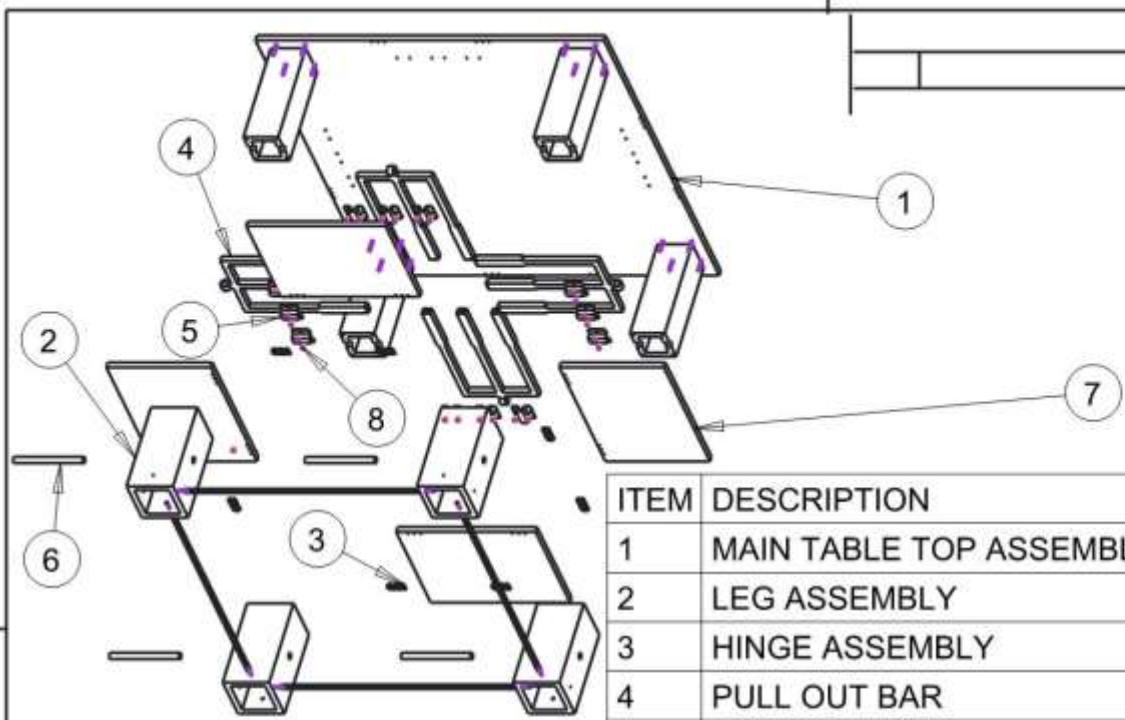 4
1
5
2
8
7
6
3
ITEM DESCRIPTION
1 MAIN TABLE TOP ASSEMBL
2 LEG ASSEMBLY
3 HINGE ASSEMBLY
4 PULL OUT BAR